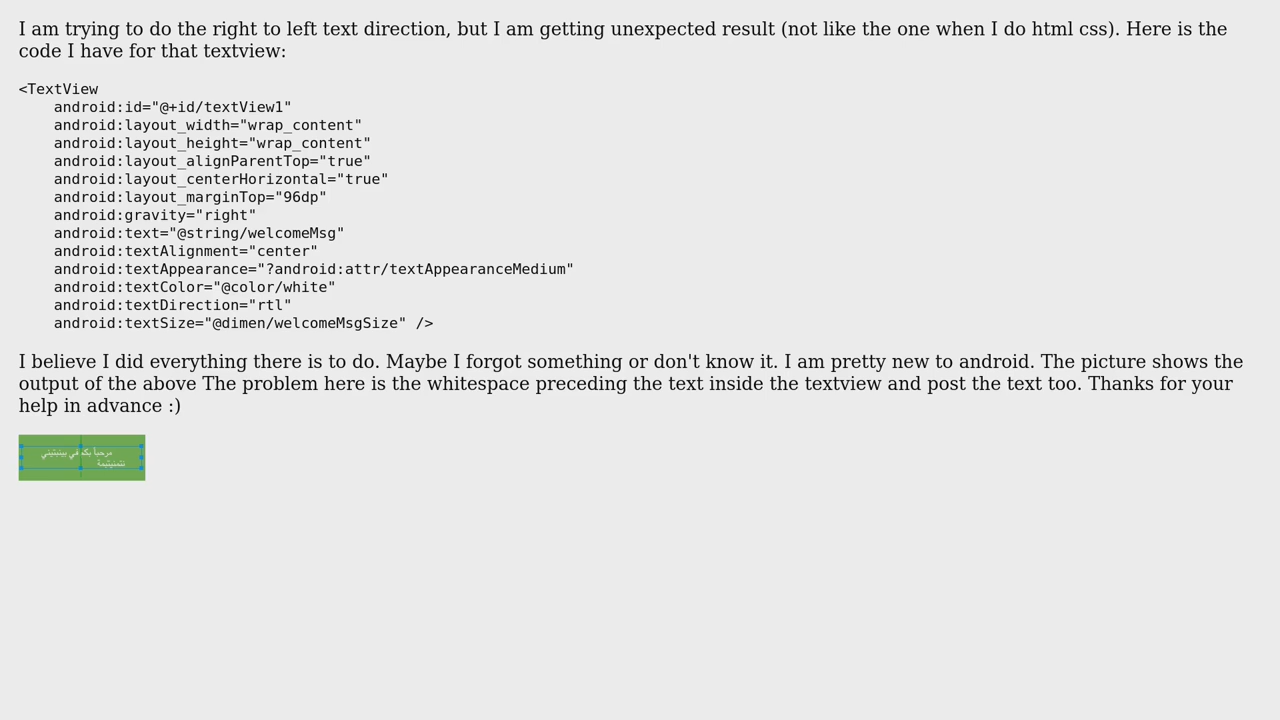 I am trying to do the right to left text direction, but I am getting unexpected result (not like the one when I do html css). Here is the
code I have for that textview:
<TextView
android:id="@+id/textView1"
android:layout_width="wrap_content"
android:layout_height="wrap_content"
android:layout_alignParentTop="true"
android:layout_centerHorizontal="true"
android:layout_marginTop="96dp"
android:gravity="right"
android:text="@string/welcomeMsg"
android:textAlignment="center"
android:textAppearance="?android:attr/textAppearanceMedium"
android:textColor="@color/white"
android:textDirection="rtl"
android:textSize="@dimen/welcomeMsgSize" />
I believe I did everything there is to do. Maybe I forgot something or don't know it. I am pretty new to android. The picture shows the
output of the above The problem here is the whitespace preceding the text inside the textview and post the text too. Thanks for your
help in advance :)
مرحباً بكم في